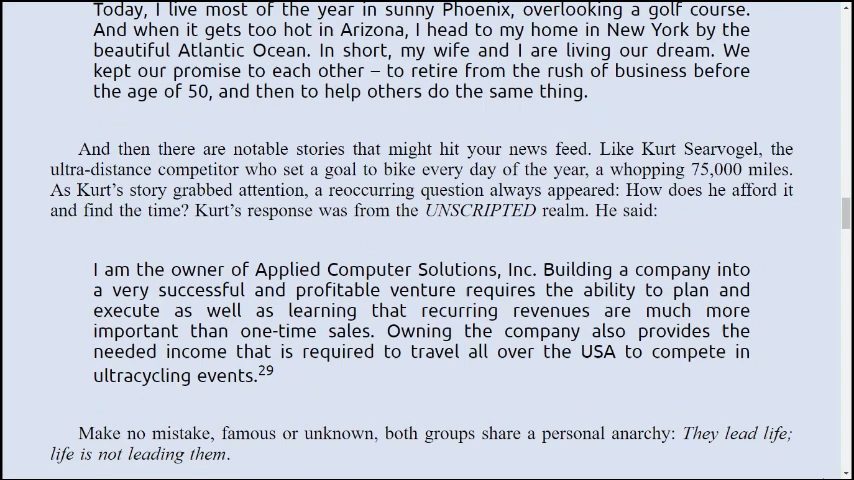 Today, I live most of the year in sunny Phoenix, overlooking a golf course.
And when it gets too hot in Arizona, I head to my home in New York by the
beautiful Atlantic Ocean. In short, my wife and I are living our dream. We
kept our promise to each other – to retire from the rush of business before
the age of 50, and then to help others do the same thing.
And then there are notable stories that might hit your news feed. Like Kurt Searvogel, the
ultra-distance competitor who set a goal to bike every day of the year, a whopping 75,000 miles.
As Kurt's story grabbed attention, a reoccurring question always appeared: How does he afford it
and find the time? Kurt's response was from the UNSCRIPTED realm. He said:
I am the owner of Applied Computer Solutions, Inc. Building a company into
a very successful and profitable venture requires the ability to plan and
execute as well as learning that recurring revenues are much more
important than one-time sales. Owning the company also provides the
needed income that is required to travel all over the USA to compete in
ultracycling events.29
Make no mistake, famous or unknown, both groups share a personal anarchy: They lead life;
life is not leading them.